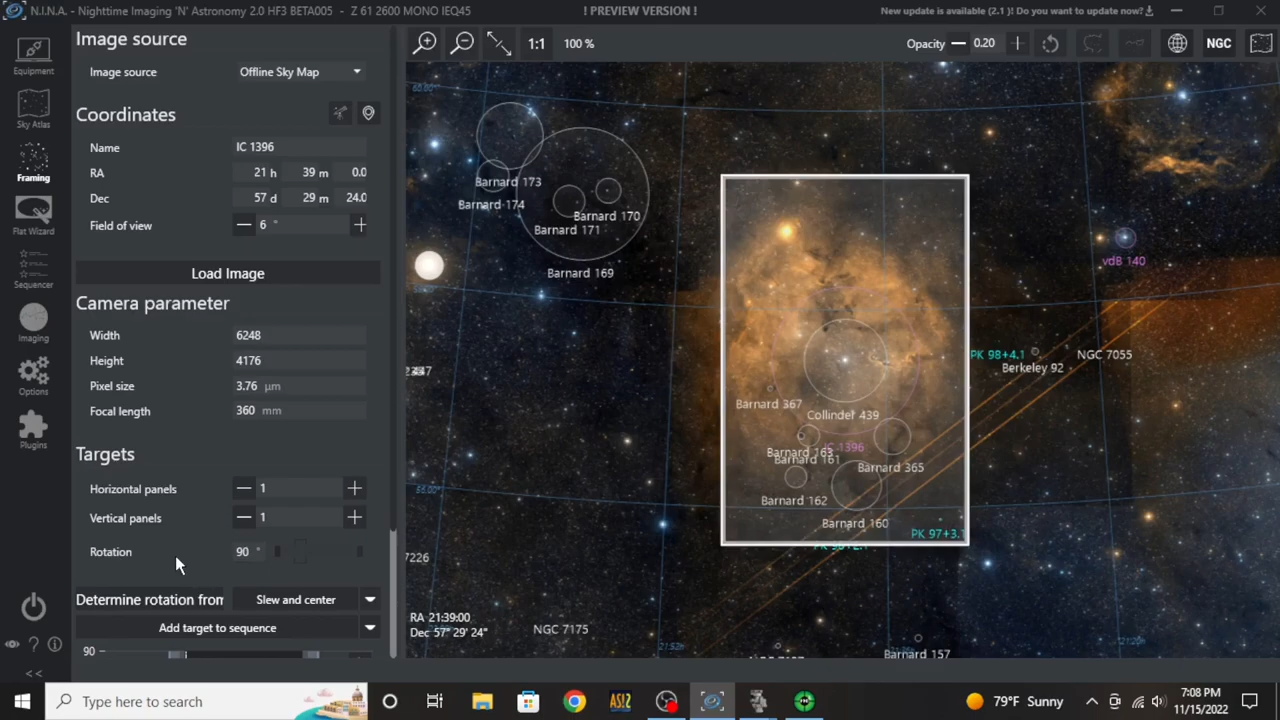 N.I.N.A. - Nighttime Imaging 'N' Astronomy 2.0 HF3 BETA005 - Z 61 2600 MONO IEQ45
! PREVIEW VERSION !
New update is available (2.1 )! Do you want to update now?
Equipment
Sky Atlas
Framing
Flat Wizard
Sequencer
Imaging
Options
Plugins
<<
Image source
Image source
Offline Sky Map
Coordinates
Name
IC 1396
RA
21 h
39 m
0.0
Dec
57 d
29 m
24.0
Field of view
6 °
Load Image
Camera parameter
Width
6248
Height
4176
Pixel size
3.76 µm
Focal length
360 mm
Targets
Horizontal panels
1
Vertical panels
1
Rotation
90 °
Determine rotation from
Slew and center
Add target to sequence
90
1:1
100 %
Opacity
0.20
NGC
Barnard 173
Barnard 174
Barnard 170
Barnard 171
Barnard 169
vdB 140
PK 98+4.1
NGC 7055
Berkeley 92
Barnard 367
Collinder 439
IC 1396
Barnard 163
Barnard 161
Barnard 365
Barnard 162
Barnard 160
PK 97+3.1
7226
RA 21:39:00
Dec 57° 29' 24"
NGC 7175
Barnard 157
Type here to search
79°F Sunny
7:08 PM
11/15/2022